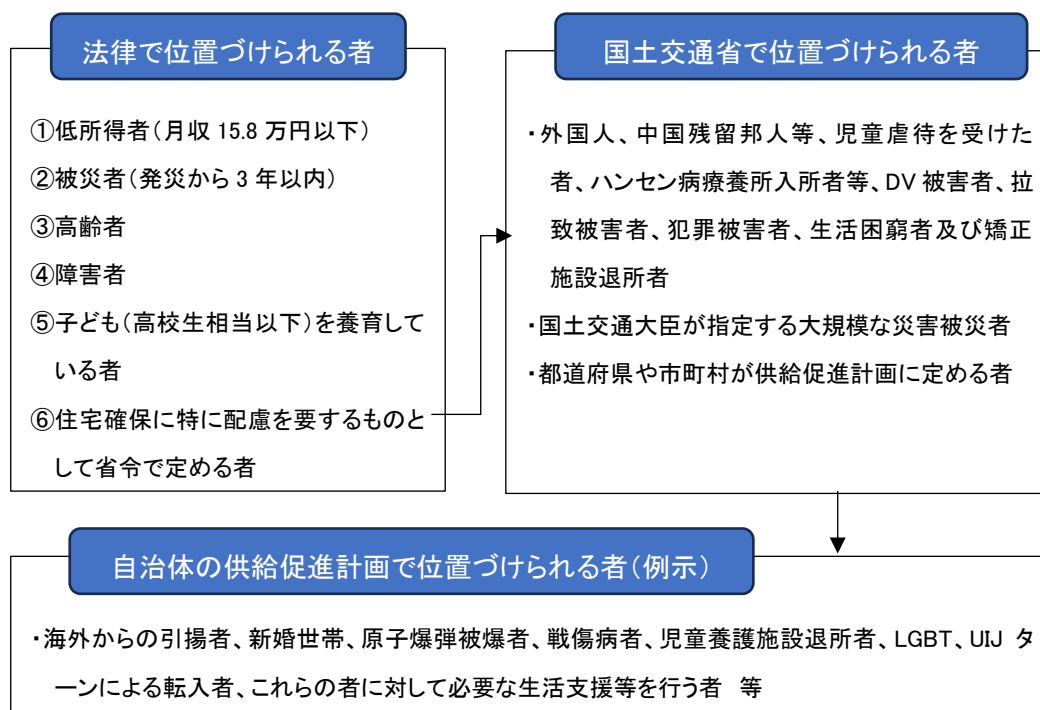 法律で位置づけられる者
①低所得者(月収 15.8 万円以下)
②被災者(発災から 3 年以内)
③高齢者
④障害者
⑤子ども(高校生相当以下)を養育して
いる者
⑥住宅確保に特に配慮を要するものと
して省令で定める者
国土交通省で位置づけられる者
・外国人、中国残留邦人等、児童虐待を受けた
者、ハンセン病療養所入所者等、DV 被害者、拉
致被害者、犯罪被害者、生活困窮者及び矯正
施設退所者
・国土交通大臣が指定する大規模な災害被災者
・都道府県や市町村が供給促進計画に定める者
自治体の供給促進計画で位置づけられる者(例示)
・海外からの引揚者、新婚世帯、原子爆弾被爆者、戦傷病者、児童養護施設退所者、LGBT、UIJ タ
ーンによる転入者、これらの者に対して必要な生活支援等を行う者 等